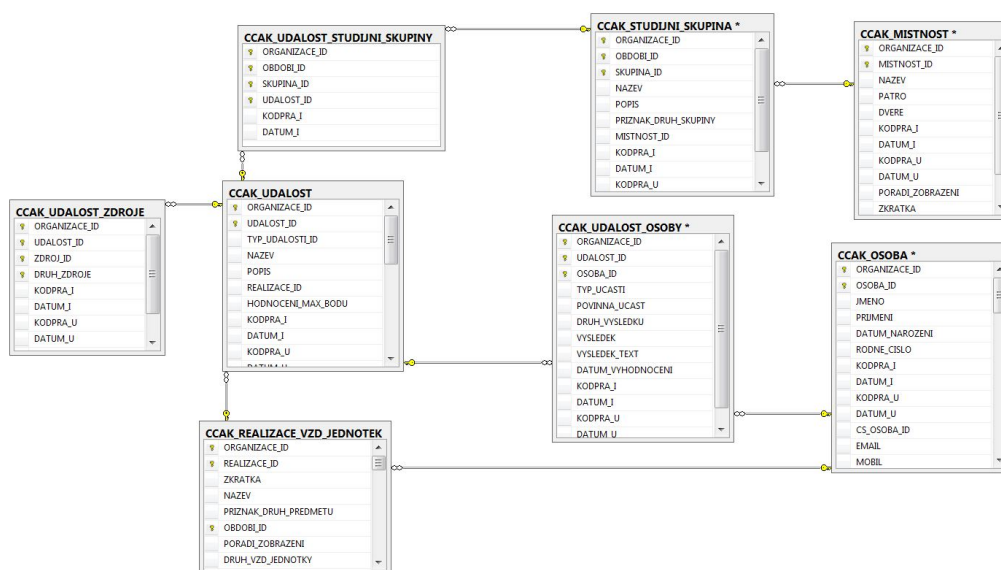 CCAK_UDALOST_STUDIJNI_SKUPINY
ORGANIZACE_ID
OBDOBI_ID
SKUPINA_ID
UDALOST_ID
KODPRA_I
DATUM_I
CCAK_STUDIJNI_SKUPINA *
ORGANIZACE_ID
OBDOBI_ID
SKUPINA_ID
NAZEV
POPIS
PRIZNAK_DRUH_SKUPINY
MISTNOST_ID
KODPRA_I
DATUM_I
KODPRA_U
CCAK_MISTNOST *
ORGANIZACE_ID
MISTNOST_ID
NAZEV
PATRO
DVERE
KODPRA_I
DATUM_I
KODPRA_U
DATUM_U
PORADI_ZOBRAZENI
ZKRATKA
CCAK_UDALOST_ZDROJE
ORGANIZACE_ID
UDALOST_ID
ZDROJ_ID
DRUH_ZDROJE
KODPRA_I
DATUM_I
KODPRA_U
DATUM_U
CCAK_UDALOST
ORGANIZACE_ID
UDALOST_ID
TYP_UDALOSTI_ID
NAZEV
POPIS
REALIZACE_ID
HODNOCENI_MAX_BODU
KODPRA_I
DATUM_I
KODPRA_U
DATUM_U
CCAK_UDALOST_OSOBY *
ORGANIZACE_ID
UDALOST_ID
OSOBA_ID
TYP_UCASTI
POVINNA_UCAST
DRUH_VYSLEDKU
VYSLEDEK
VYSLEDEK_TEXT
DATUM_VYHODNOCENI
KODPRA_I
DATUM_I
KODPRA_U
DATUM_U
CCAK_OSOBA *
ORGANIZACE_ID
OSOBA_ID
JMENO
PRIJMENI
DATUM_NAROZENI
RODNE_CISLO
KODPRA_I
DATUM_I
KODPRA_U
DATUM_U
CS_OSOBA_ID
EMAIL
MOBIL
CCAK_REALIZACE_VZD_JEDNOTEK
ORGANIZACE_ID
REALIZACE_ID
ZKRATKA
NAZEV
PRIZNAK_DRUH_PREDMETU
OBDOBI_ID
PORADI_ZOBRAZENI
DRUH_VZD_JEDNOTKY